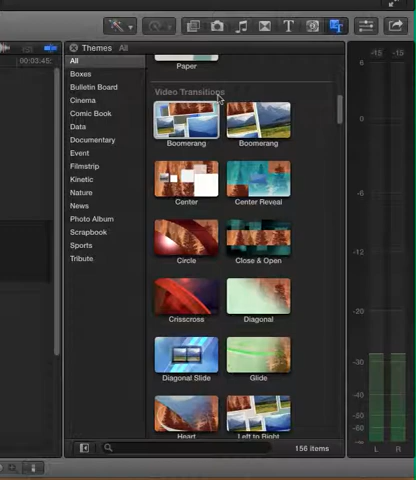 -15 -15
00:03:45:
Themes All
All
Boxes
Bulletin Board
Cinema
Comic Book
Data
Documentary
Event
Filmstrip
Kinetic
Nature
News
Photo Album
Scrapbook
Sports
Tribute
Paper
Video Transitions
Boomerang Boomerang
Center Center Reveal
Circle Close & Open
Crisscross Diagonal
Diagonal Slide Glide
Heart Left to Right
156 items
6
0
-6
-12
-20
-30
-40
-50
-60
L R